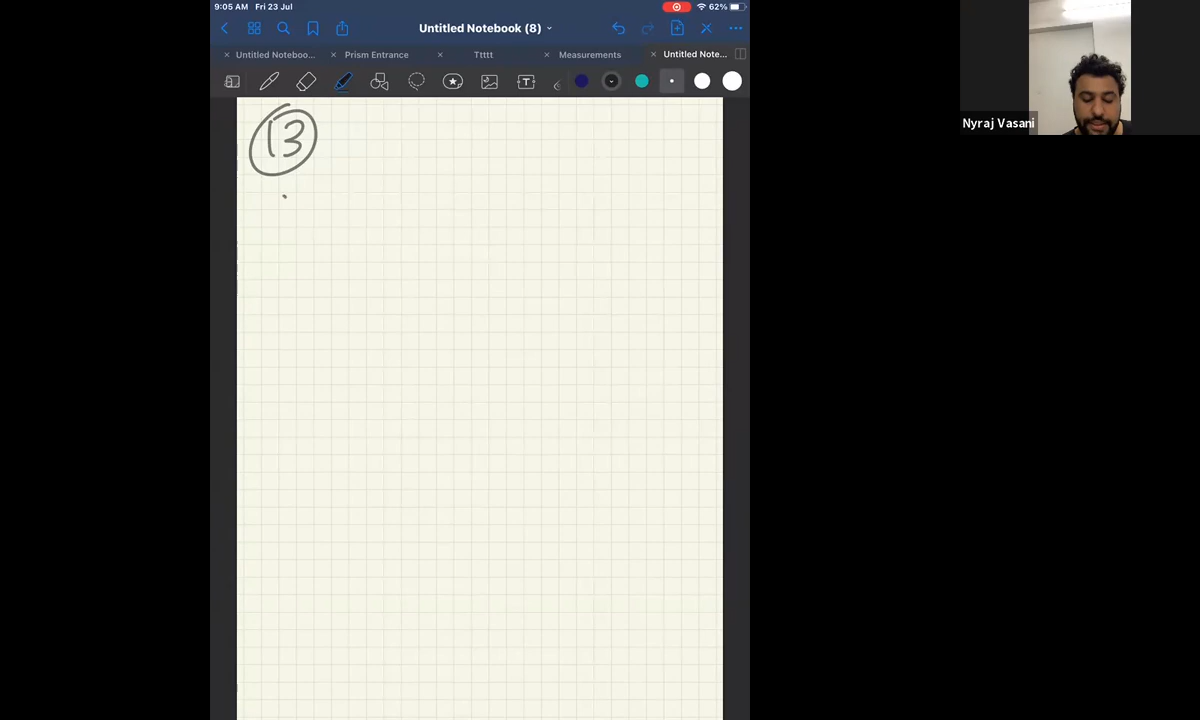 9:05 AM Fri 23 Jul 62%
Untitled Notebook (8)
Untitled Noteboo... Prism Entrance Ttttt Measurements Untitled Note...
T
13
Nyraj Vasani